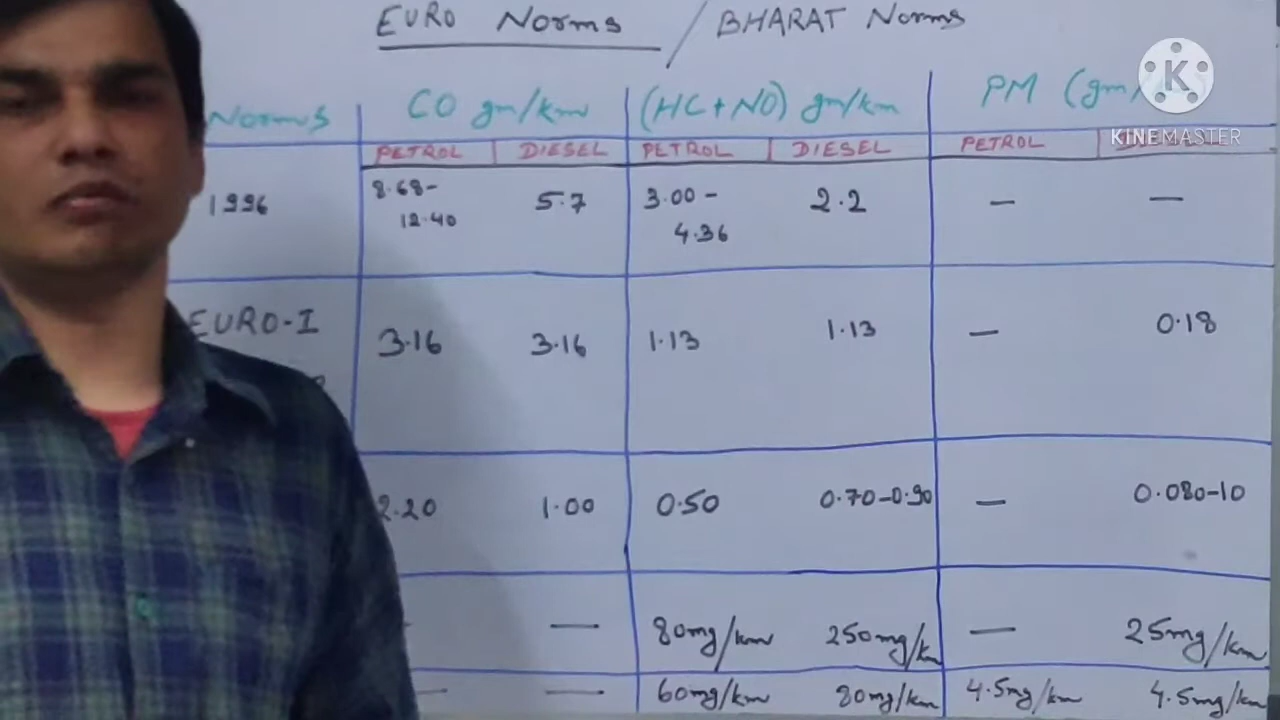 EURO Norms / BHARAT Norms
Norms CO gm/km (HC+NO) gm/km PM (gm/
KINEMASTER
PETROL DIESEL PETROL DIESEL PETROL
1996 8.68- 5.7 3.00- 2.2 — —
12.40 4.36
EURO-I 3.16 3.16 1.13 1.13 — 0.18
2.20 1.00 0.50 0.70-0.90 — 0.080-10
— 80mg/km 250mg/km — 25mg/km
— — 60mg/km 80mg/km 4.5mg/km 4.5mg/km